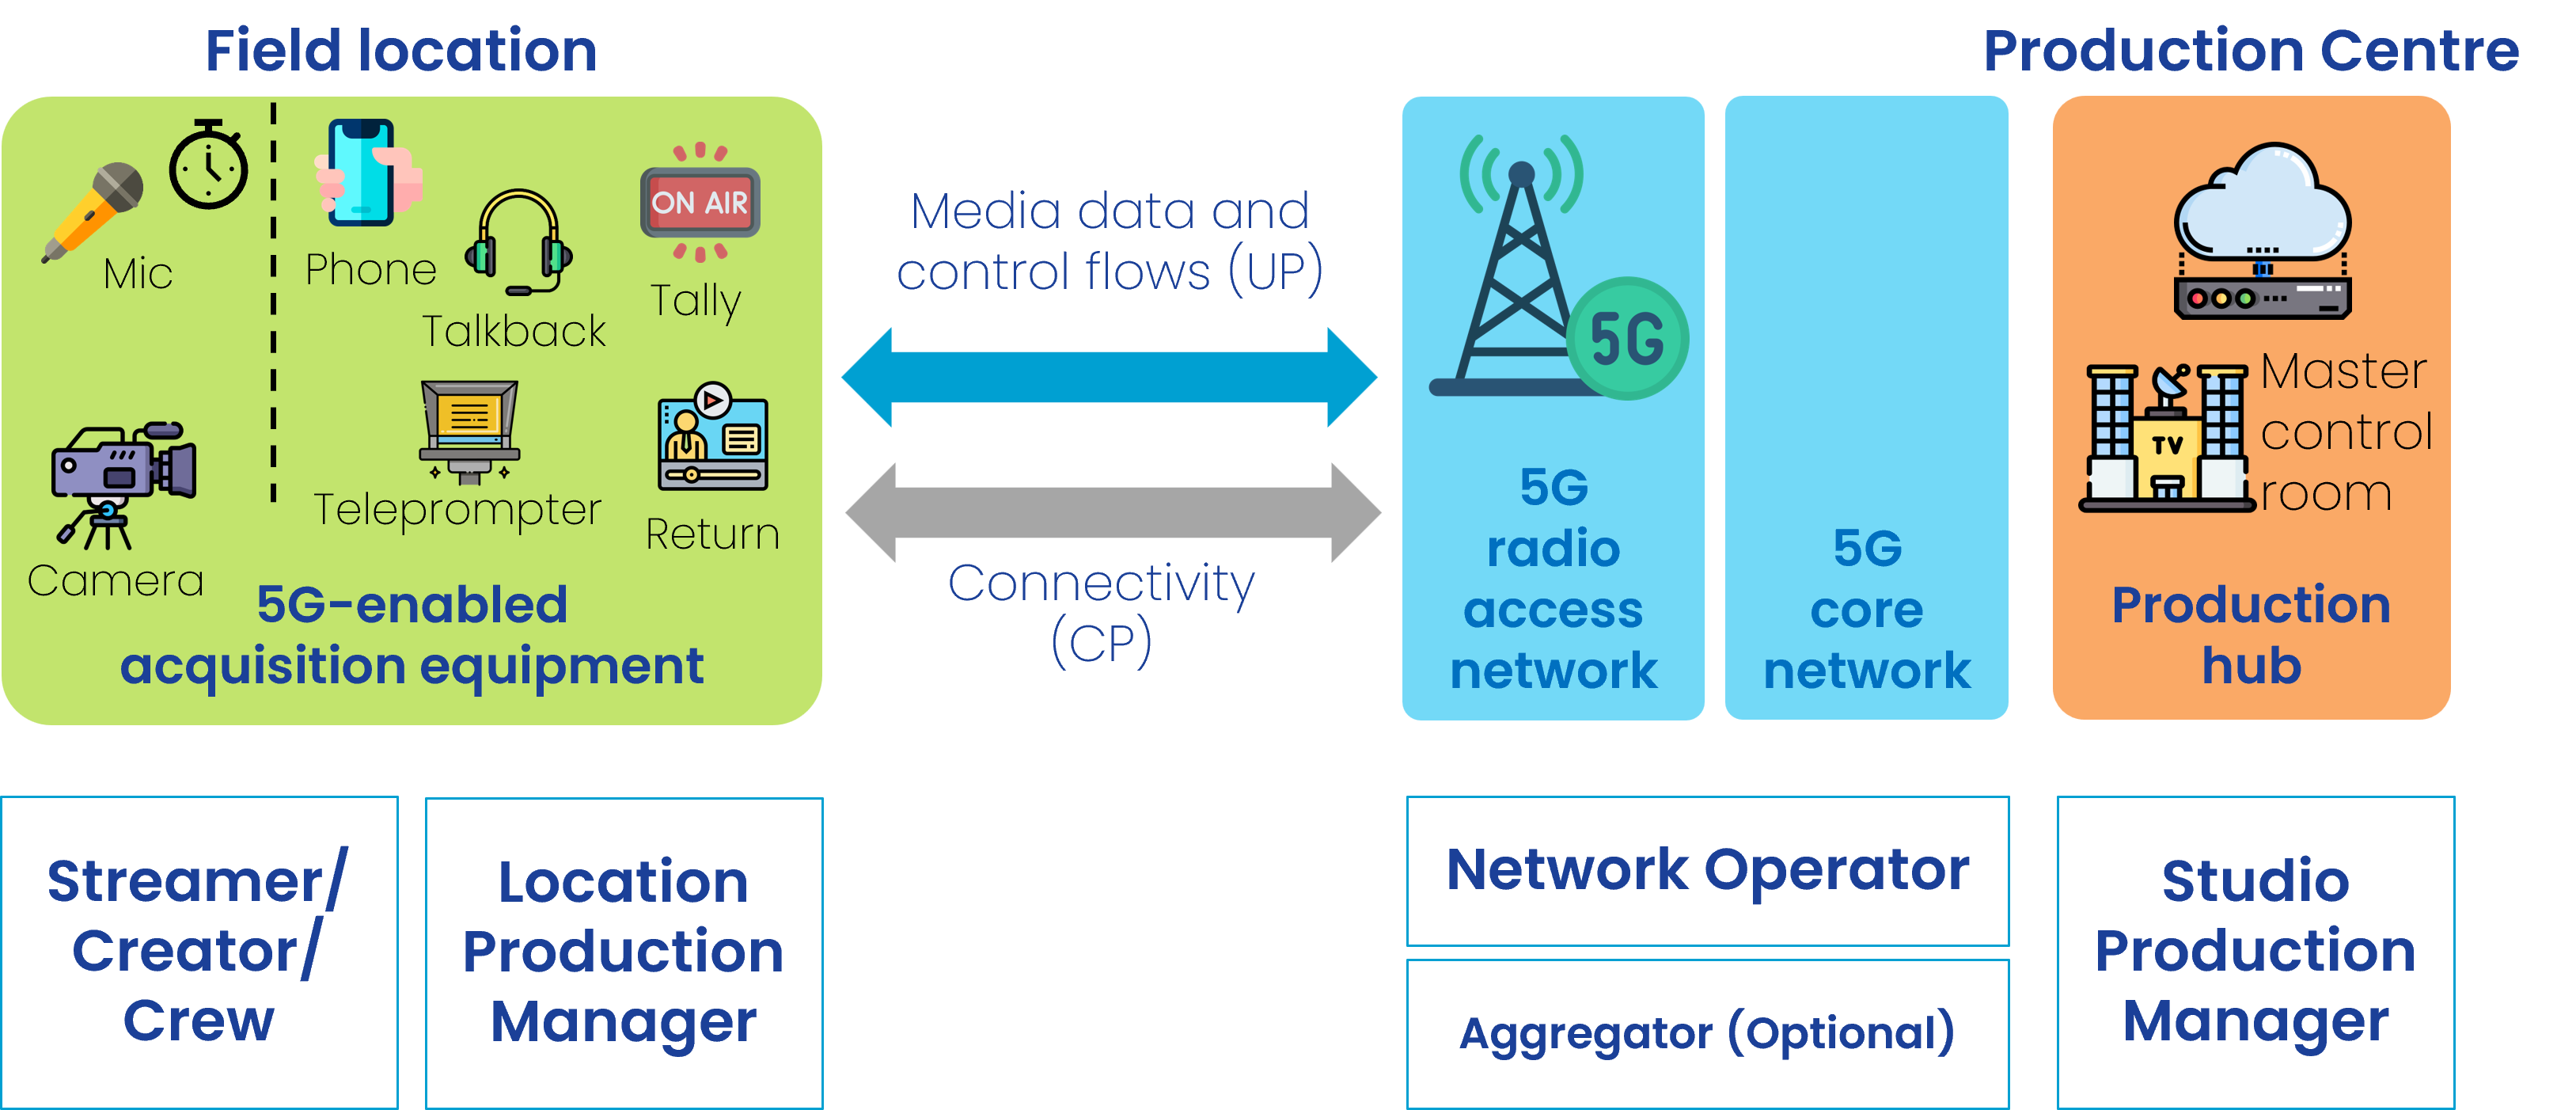 Field location
Production Centre
Mic
Phone
Talkback
ON AIR
Tally
Camera
Teleprompter
Return
5G-enabled
acquisition equipment
Media data and
control flows (UP)
Connectivity
(CP)
5G
5G
radio
access
network
5G
core
network
TV
Master
control
room
Production
hub
Streamer/
Creator/
Crew
Location
Production
Manager
Network Operator
Aggregator (Optional)
Studio
Production
Manager